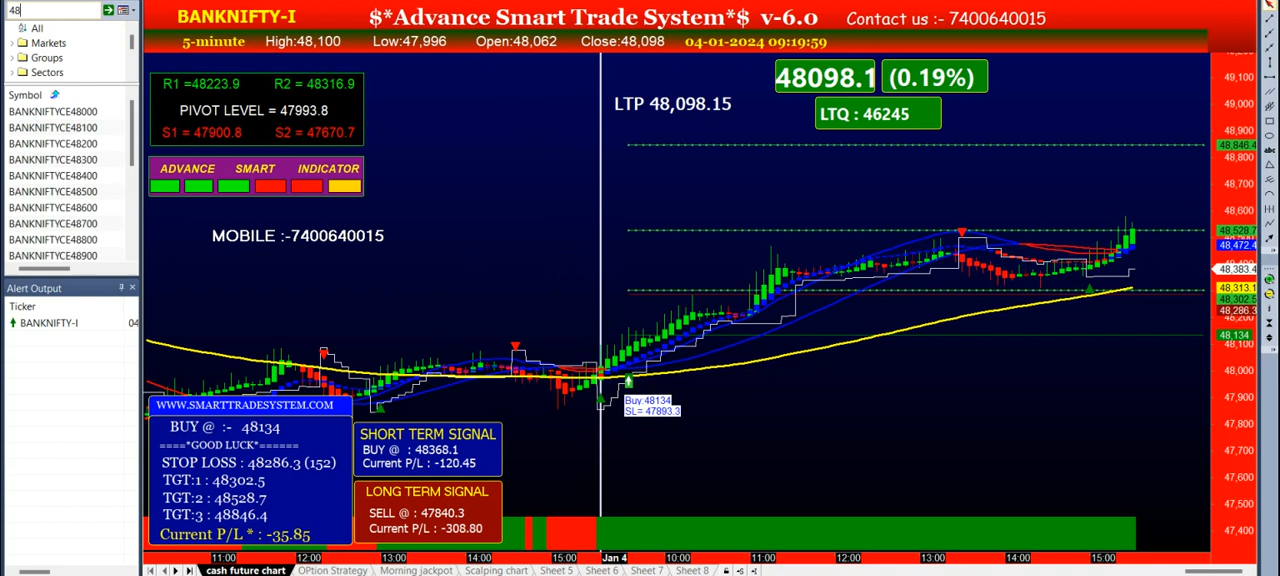 48
All
Markets
Groups
Sectors
Symbol
BANKNIFTYCE48000
BANKNIFTYCE48100
BANKNIFTYCE48200
BANKNIFTYCE48300
BANKNIFTYCE48400
BANKNIFTYCE48500
BANKNIFTYCE48600
BANKNIFTYCE48700
BANKNIFTYCE48800
BANKNIFTYCE48900
Alert Output
Ticker
BANKNIFTY-I 04
BANKNIFTY-I $*Advance Smart Trade System*$ v-6.0 Contact us :- 7400640015
5-minute High:48,100 Low:47,996 Open:48,062 Close:48,098 04-01-2024 09:19:59
R1 =48223.9 R2 = 48316.9
PIVOT LEVEL = 47993.8
S1 = 47900.8 S2 = 47670.7
ADVANCE SMART INDICATOR
MOBILE :-7400640015
LTP 48,098.15
48098.1 (0.19%)
LTQ : 46245
Buy:48134
SL= 47893.3
WWW.SMARTTRADESYSTEM.COM
BUY @ :- 48134
====*GOOD LUCK*======
STOP LOSS : 48286.3 (152)
TGT:1 : 48302.5
TGT:2 : 48528.7
TGT:3 : 48846.4
Current P/L * : -35.85
SHORT TERM SIGNAL
BUY @ : 48368.1
Current P/L : -120.45
LONG TERM SIGNAL
SELL @ : 47840.3
Current P/L : -308.80
49,100
49,000
48,900
48,846.4
48,800
48,700
48,600
48,528.7
48,472.4
48,383.4
48,313.1
48,302.5
48,286.3
48,200
48,134
48,100
48,000
47,900
47,800
47,700
47,600
47,500
47,400
11:00 12:00 13:00 14:00 15:00 Jan 4 10:00 11:00 12:00 13:00 14:00 15:00
cash future chart OPtion Strategy Morning jackpot Scalping chart Sheet 5 Sheet 6 Sheet 7 Sheet 8